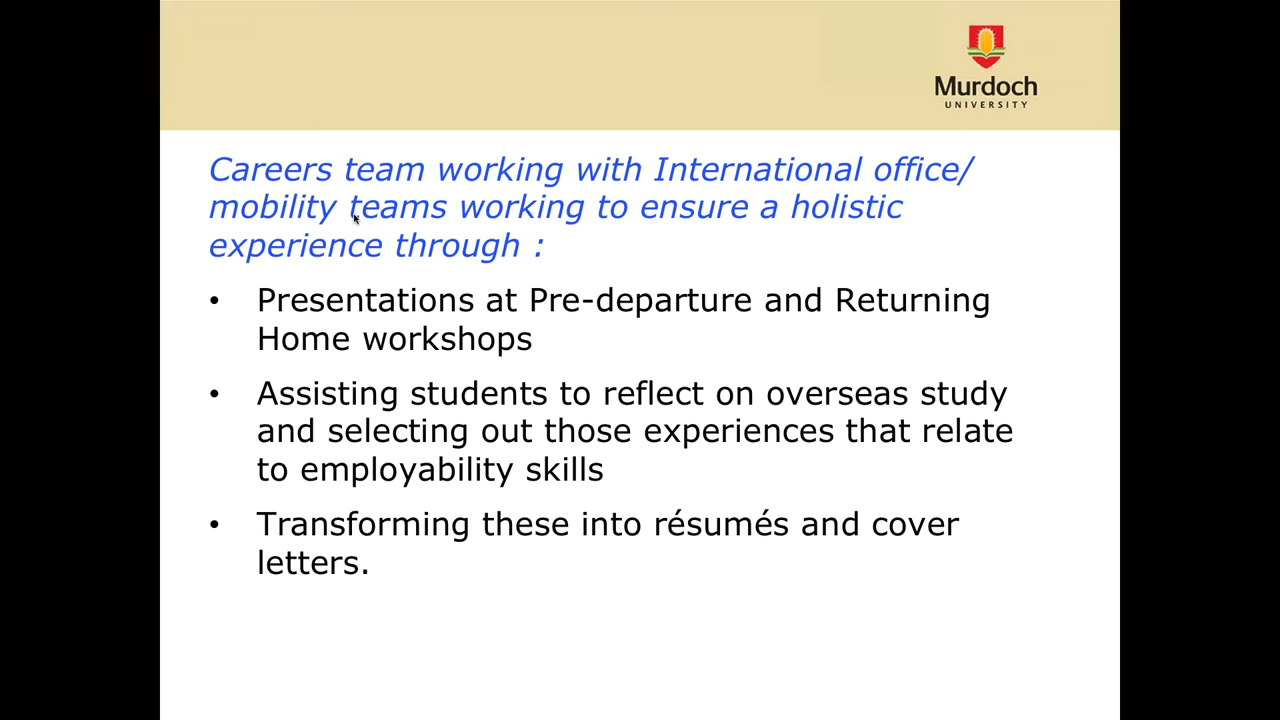 Murdoch
UNIVERSITY
Careers team working with International office/
mobility teams working to ensure a holistic
experience through :
• Presentations at Pre-departure and Returning
Home workshops
• Assisting students to reflect on overseas study
and selecting out those experiences that relate
to employability skills
• Transforming these into résumés and cover
letters.